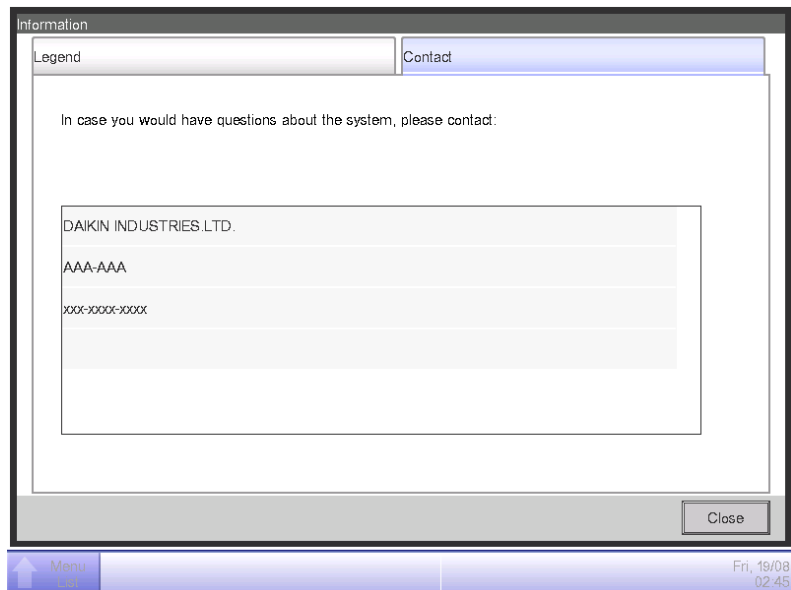 Information
Legend
Contact
In case you would have questions about the system, please contact:
DAIKIN INDUSTRIES.LTD.
AAA-AAA
xxx-xxxx-xxxx
Close
Menu
List
Fri, 19/08
02:45